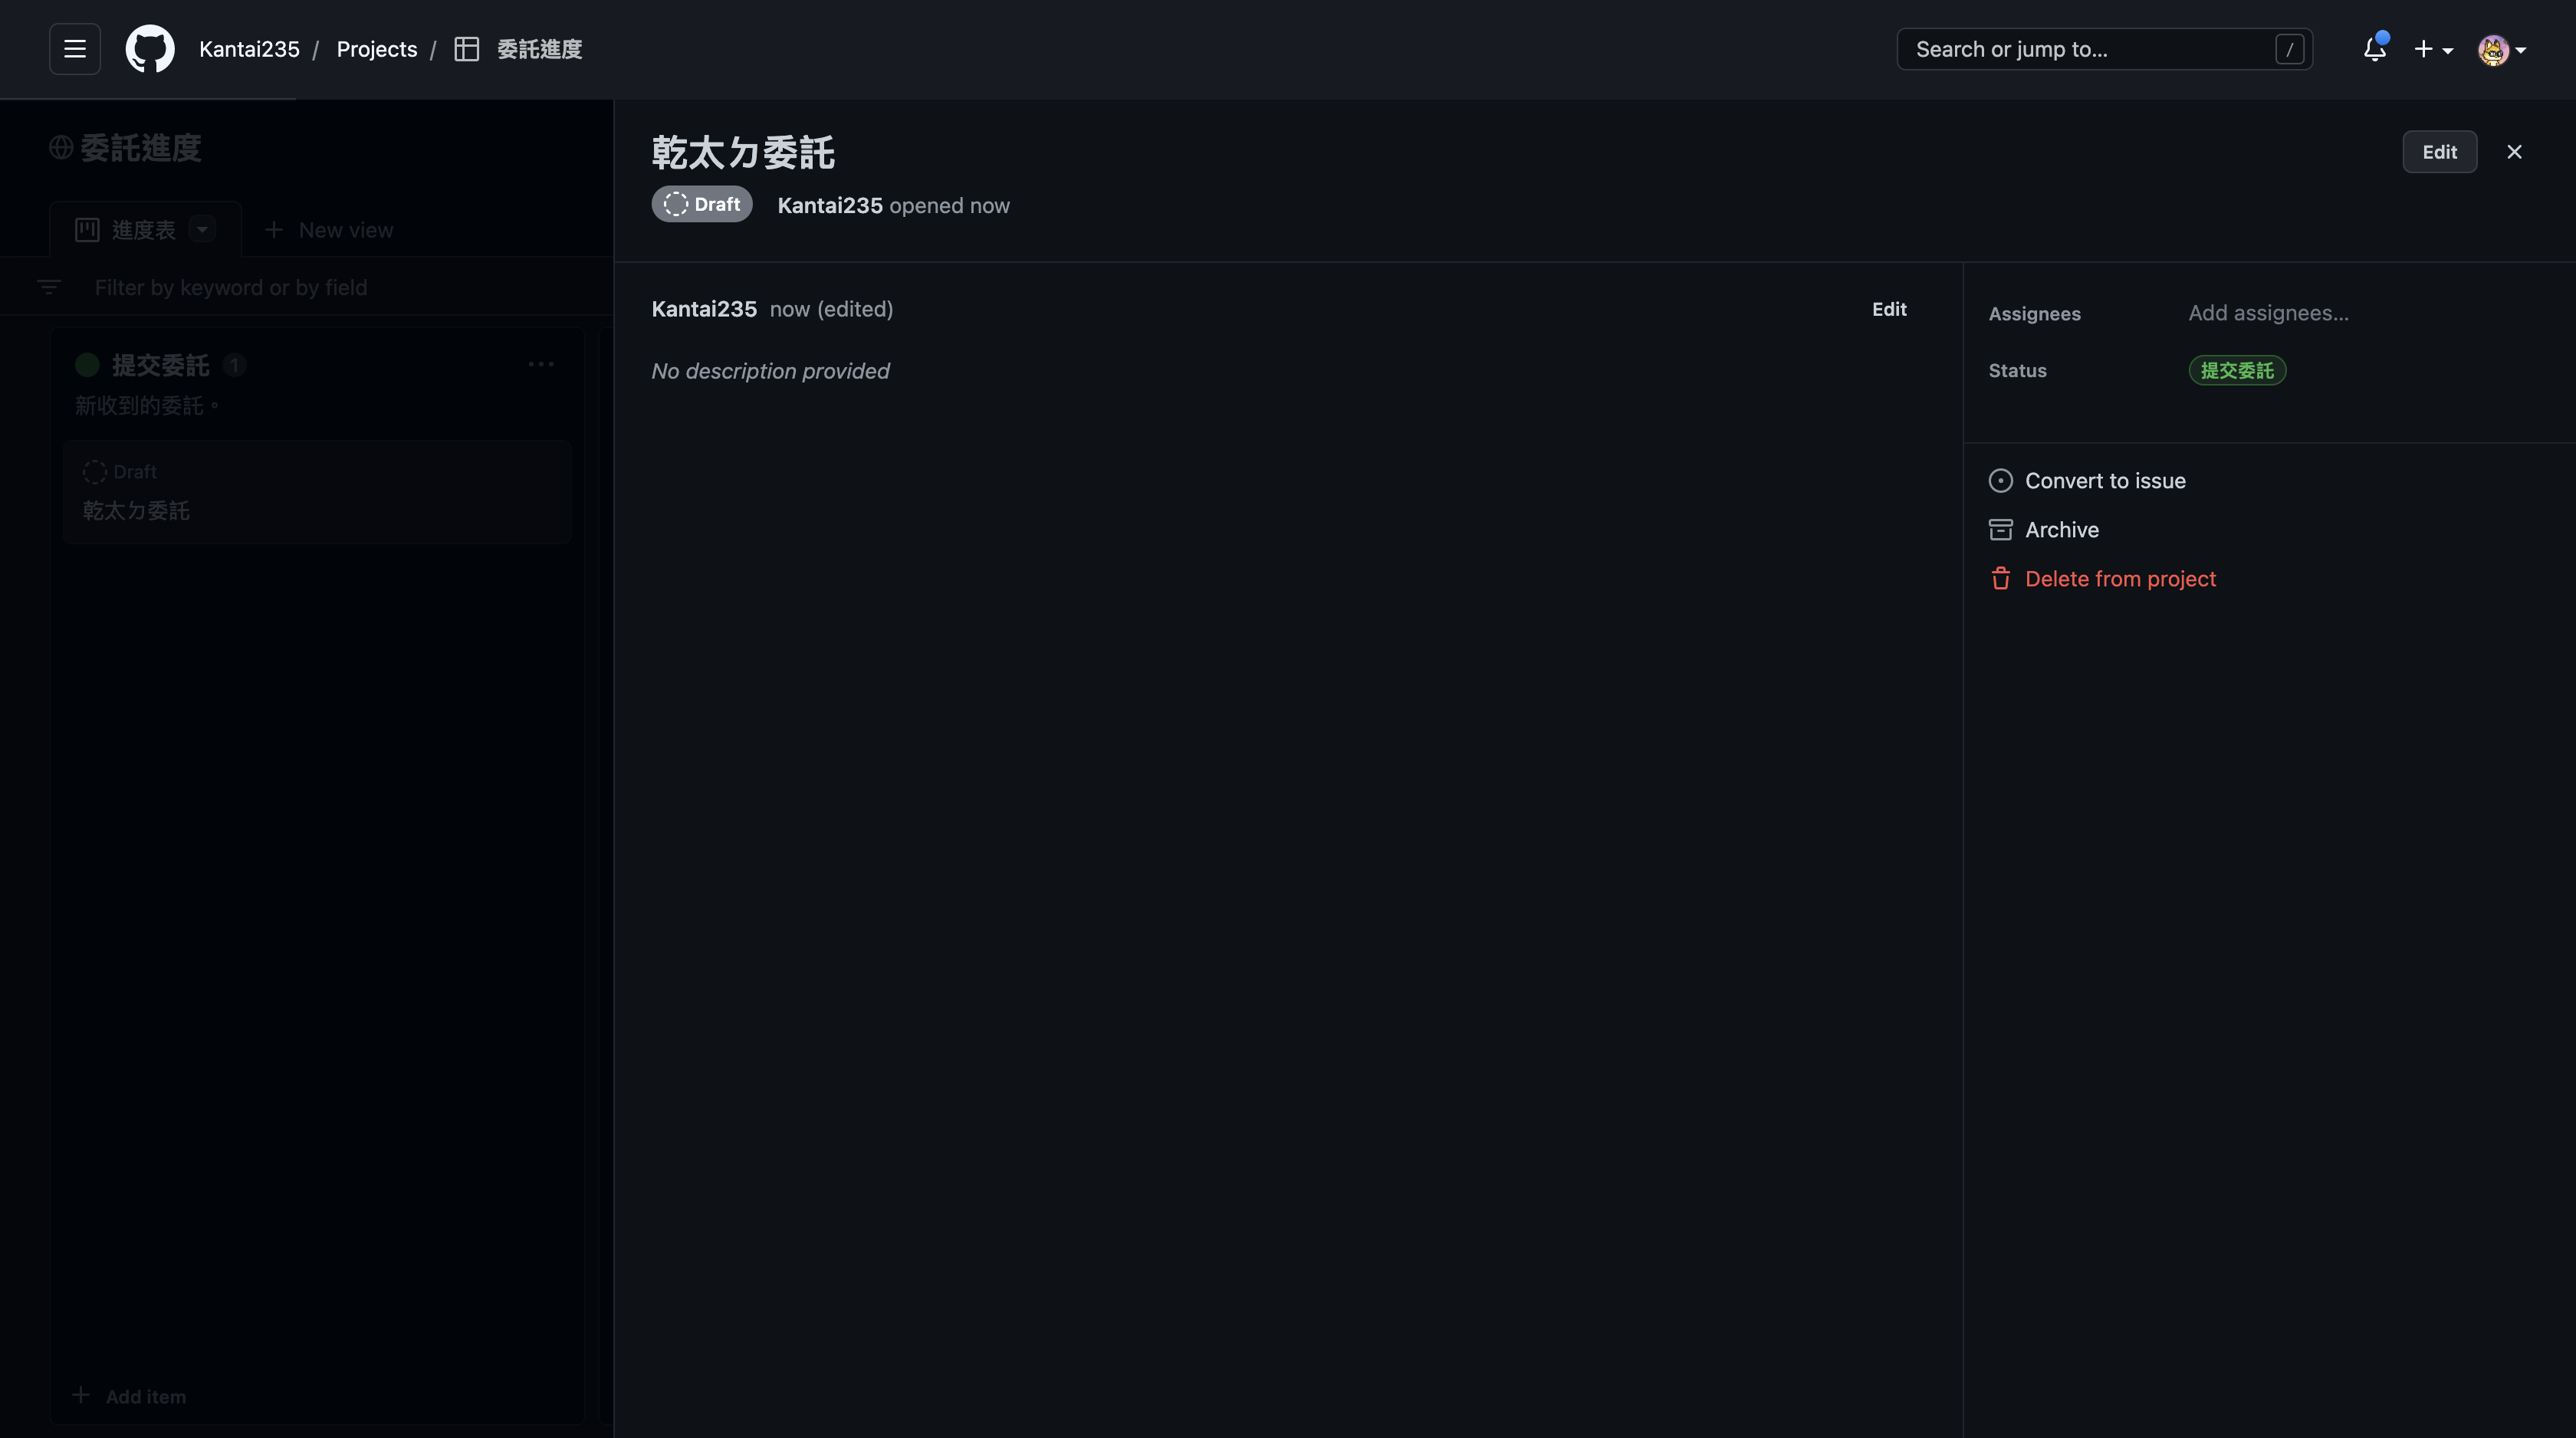 Kantai235 / Projects / 委託進度
Search or jump to... /
委託進度
進度表
New view
Filter by keyword or by field
提交委託 1
新收到的委託。
Draft
乾太ㄉ委託
Add item
乾太ㄉ委託
Edit
Draft
Kantai235 opened now
Kantai235 now (edited)
Edit
No description provided
Assignees
Add assignees...
Status
提交委託
Convert to issue
Archive
Delete from project